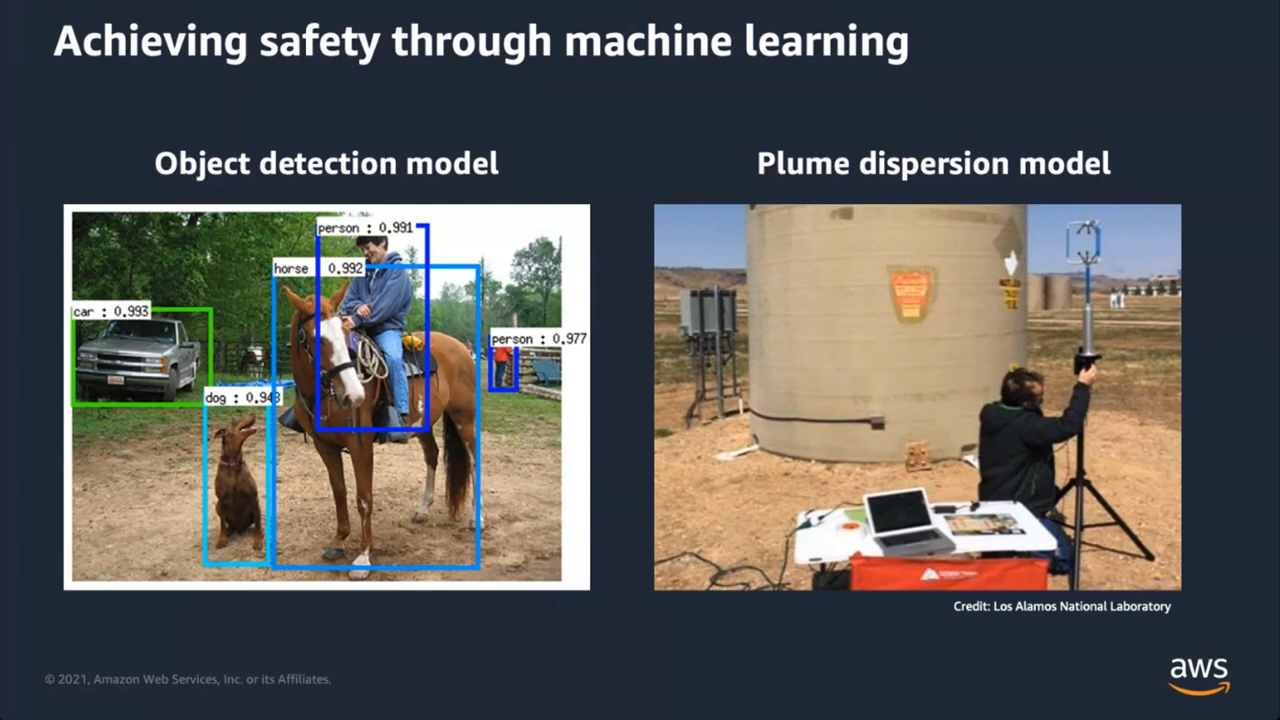 Achieving safety through machine learning
Object detection model
Plume dispersion model
person : 0.991
horse : 0.992
car : 0.993
person : 0.977
dog : 0.943
Credit: Los Alamos National Laboratory
© 2021, Amazon Web Services, Inc. or its Affiliates.
aws